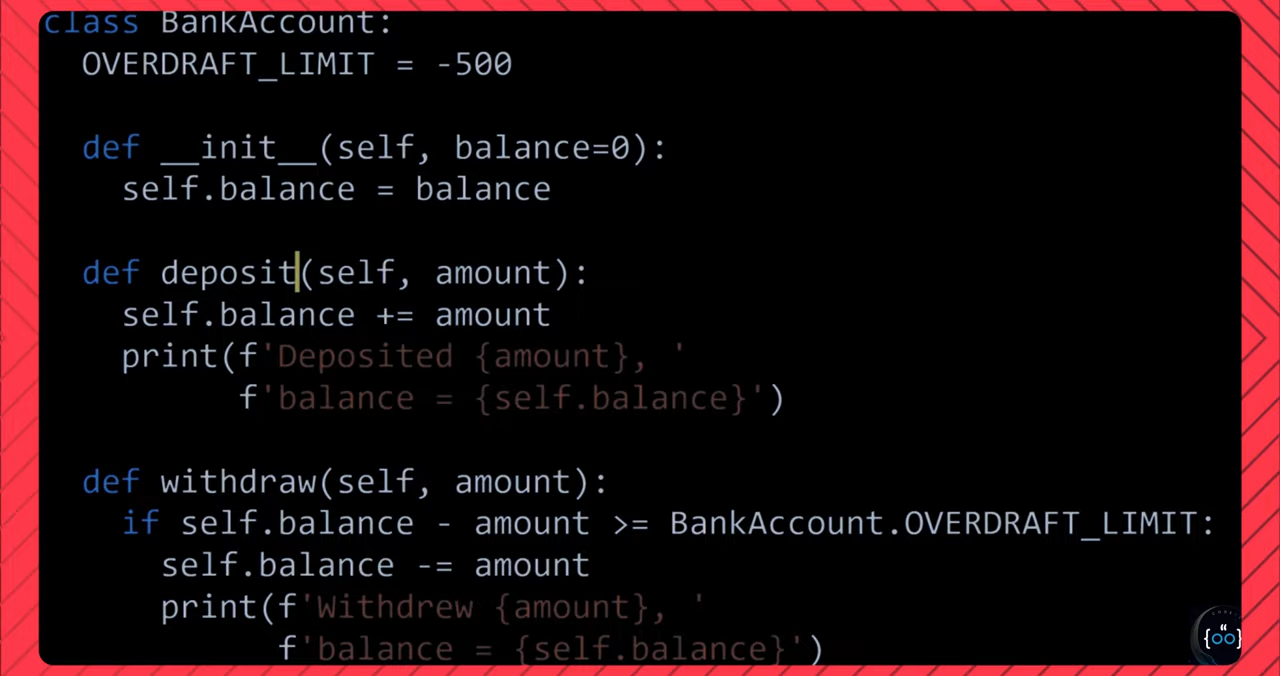 class BankAccount:
  OVERDRAFT_LIMIT = -500
  def __init__(self, balance=0):
    self.balance = balance
  def deposit(self, amount):
    self.balance += amount
    print(f'Deposited {amount}, '
          f'balance = {self.balance}')
  def withdraw(self, amount):
    if self.balance - amount >= BankAccount.OVERDRAFT_LIMIT:
      self.balance -= amount
      print(f'Withdrew {amount}, '
            f'balance = {self.balance}')